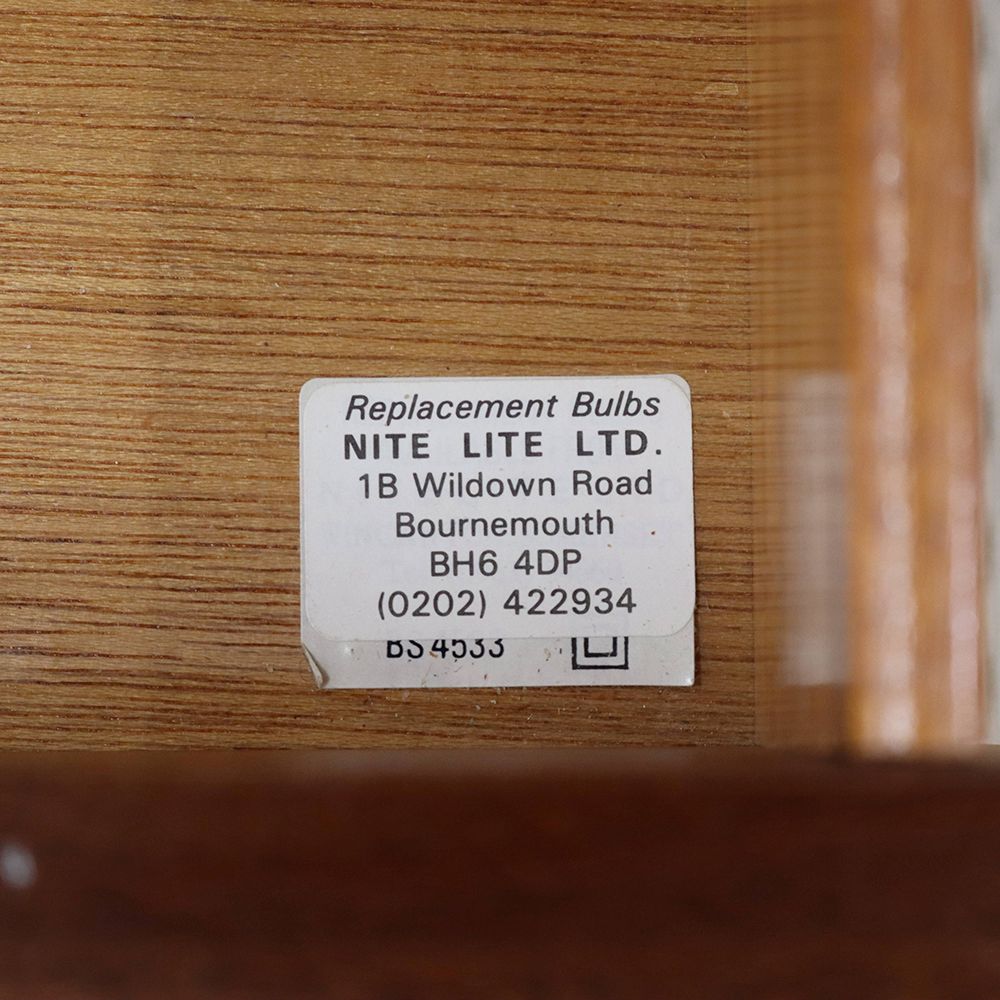 Replacement Bulbs
NITE LITE LTD.
1B Wildown Road
Bournemouth
BH6 4DP
(0202) 422934
BS 4533